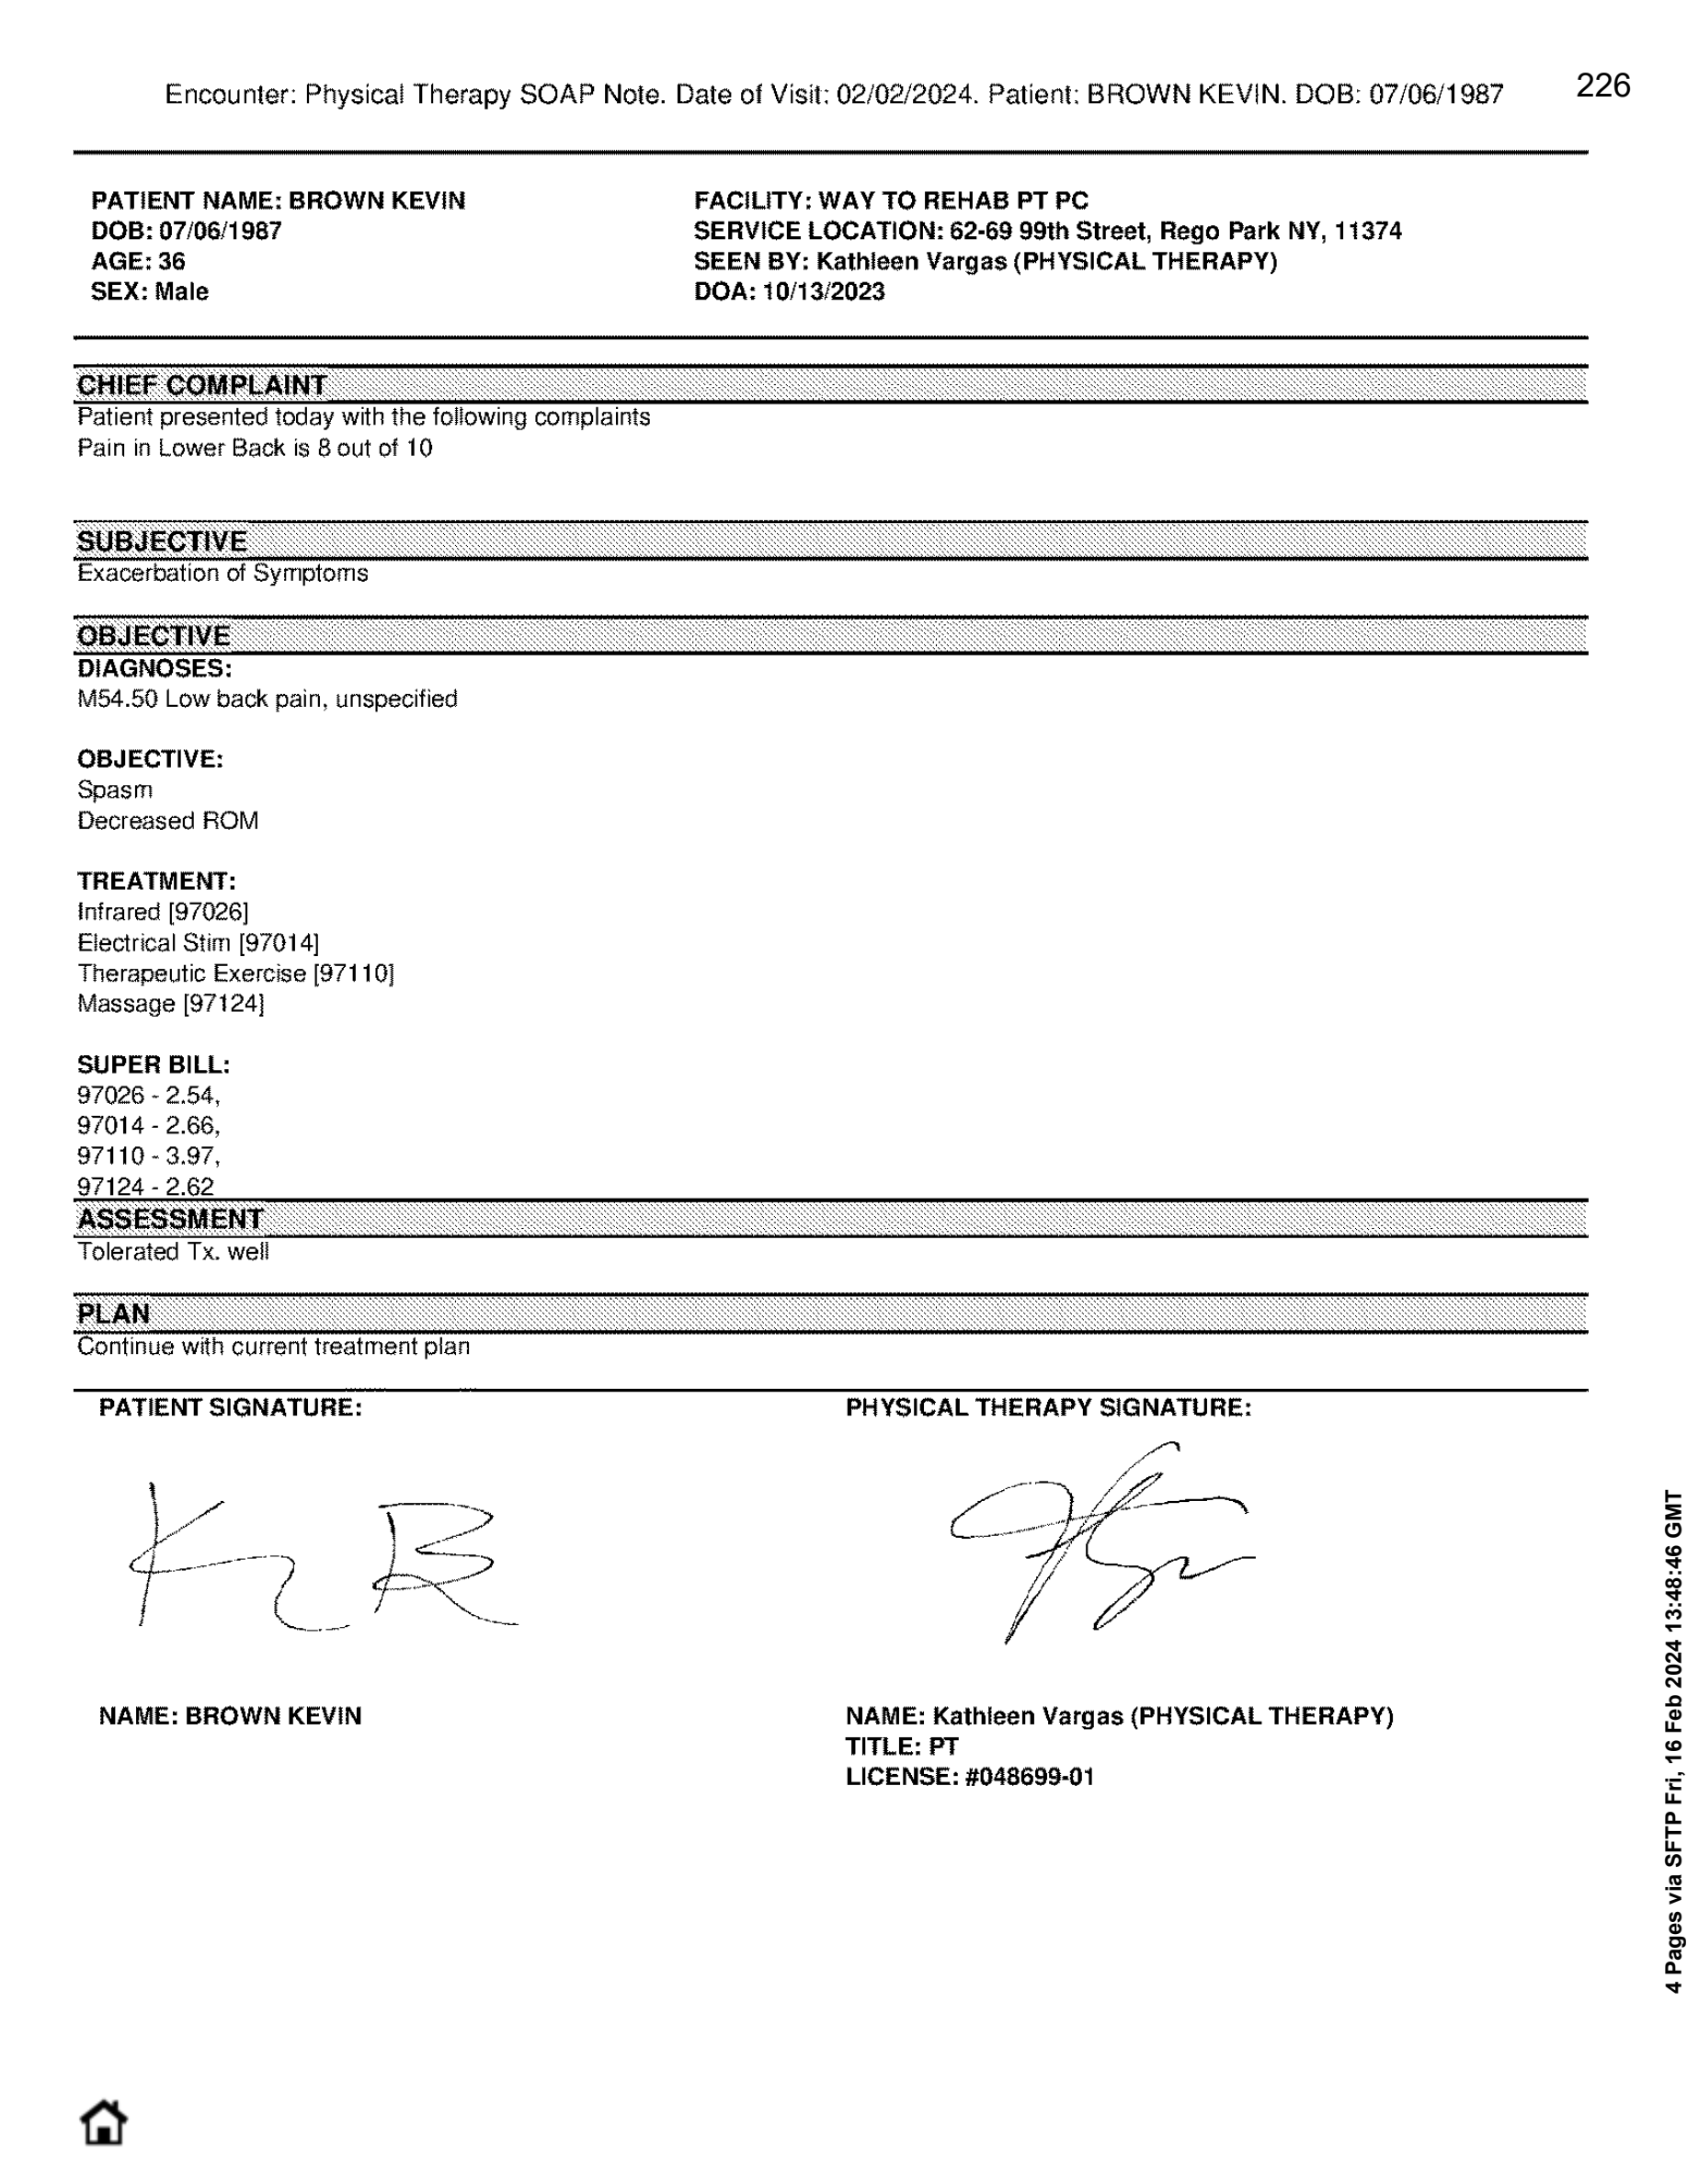 Encounter: Physical Therapy SOAP Note. Date of Visit: 02/02/2024. Patient: BROWN KEVIN. DOB: 07/06/1987
226
PATIENT NAME: BROWN KEVIN
DOB: 07/06/1987
AGE: 36
SEX: Male
FACILITY: WAY TO REHAB PT PC
SERVICE LOCATION: 62-69 99th Street, Rego Park NY, 11374
SEEN BY: Kathleen Vargas (PHYSICAL THERAPY)
DOA: 10/13/2023
CHIEF COMPLAINT
Patient presented today with the following complaints
Pain in Lower Back is 8 out of 10
SUBJECTIVE
Exacerbation of Symptoms
OBJECTIVE
DIAGNOSES:
M54.50 Low back pain, unspecified
OBJECTIVE:
Spasm
Decreased ROM
TREATMENT:
Infrared [97026]
Electrical Stim [97014]
Therapeutic Exercise [97110]
Massage [97124]
SUPER BILL:
97026 - 2.54,
97014 - 2.66,
97110 - 3.97,
97124 - 2.62
ASSESSMENT
Tolerated Tx. well
PLAN
Continue with current treatment plan
PATIENT SIGNATURE:
PHYSICAL THERAPY SIGNATURE:
NAME: BROWN KEVIN
NAME: Kathleen Vargas (PHYSICAL THERAPY)
TITLE: PT
LICENSE: #048699-01
4 Pages via SFTP Fri, 16 Feb 2024 13:48:46 GMT